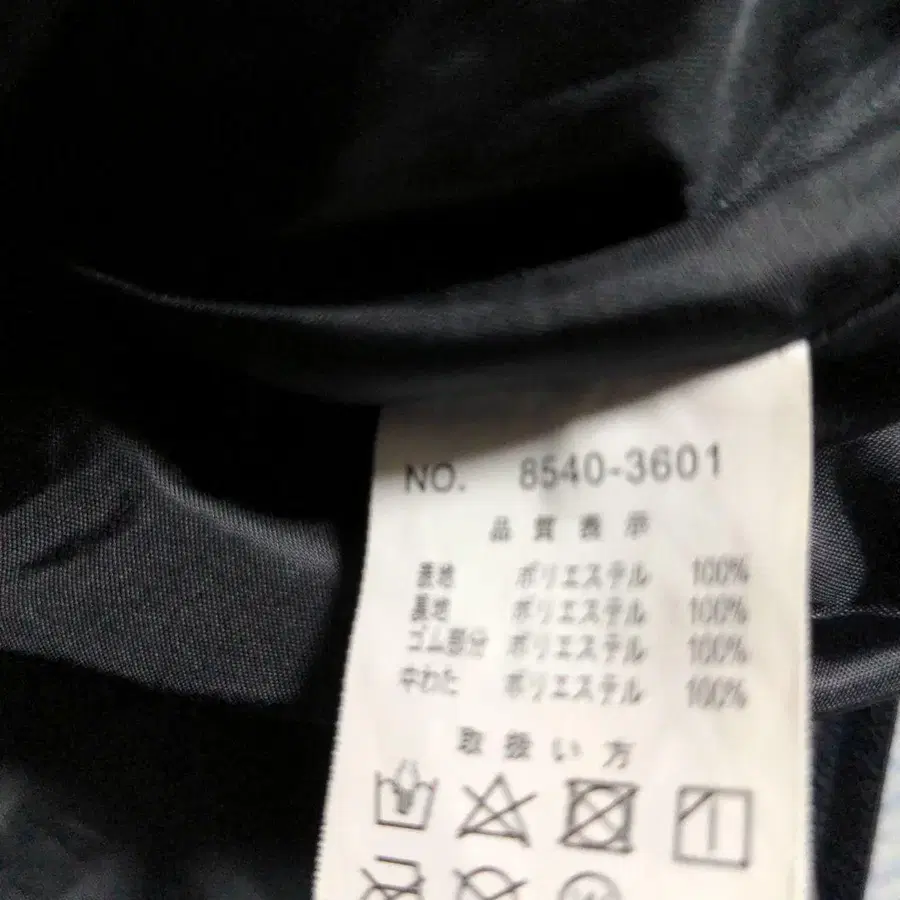 NO. 8540-3601
品質表示
表地 ポリエステル 100%
裏地 ポリエステル 100%
ゴム部分 ポリエステル 100%
中わた ポリエステル 100%
取扱い方